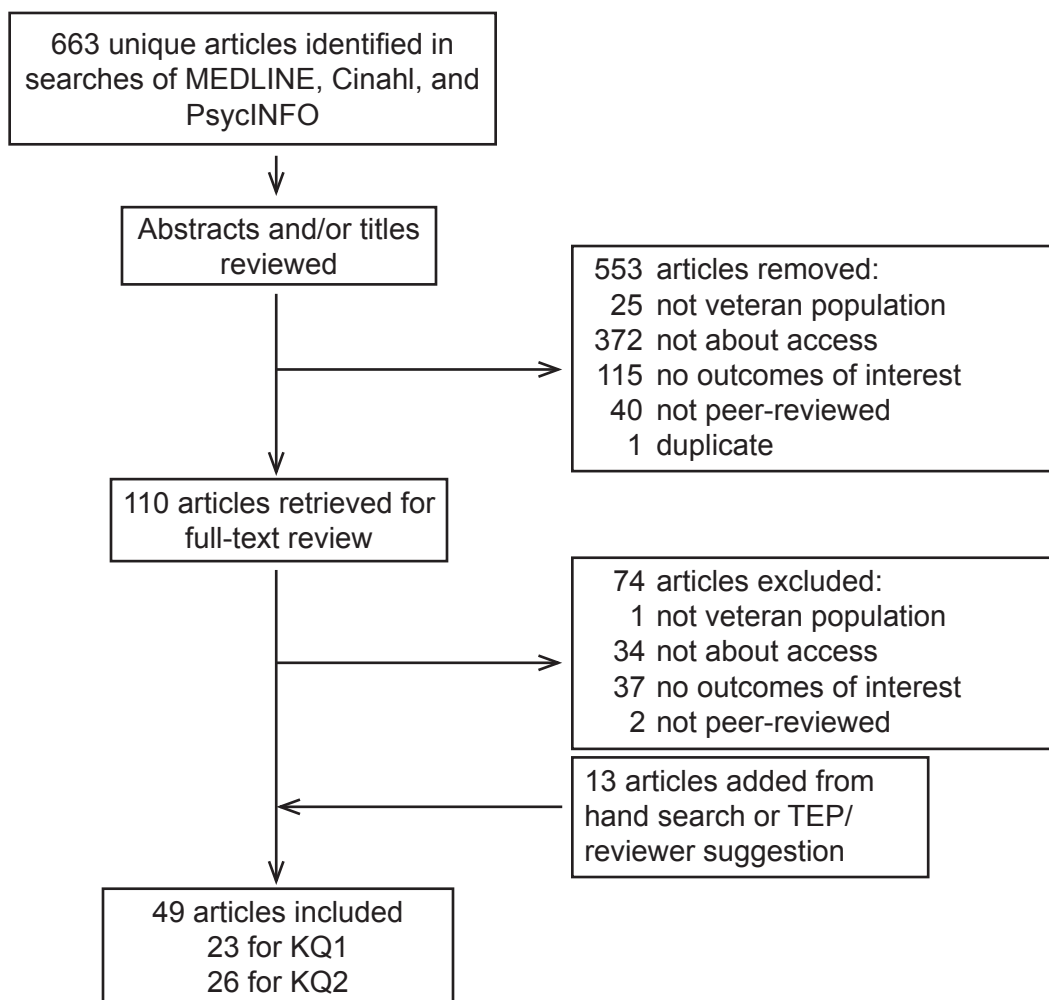 663 unique articles identified in
searches of MEDLINE, Cinahl, and
PsycINFO
Abstracts and/or titles
reviewed
553 articles removed:
25 not veteran population
372 not about access
115 no outcomes of interest
40 not peer-reviewed
1 duplicate
110 articles retrieved for
full-text review
74 articles excluded:
1 not veteran population
34 not about access
37 no outcomes of interest
2 not peer-reviewed
13 articles added from
hand search or TEP/
reviewer suggestion
49 articles included
23 for KQ1
26 for KQ2